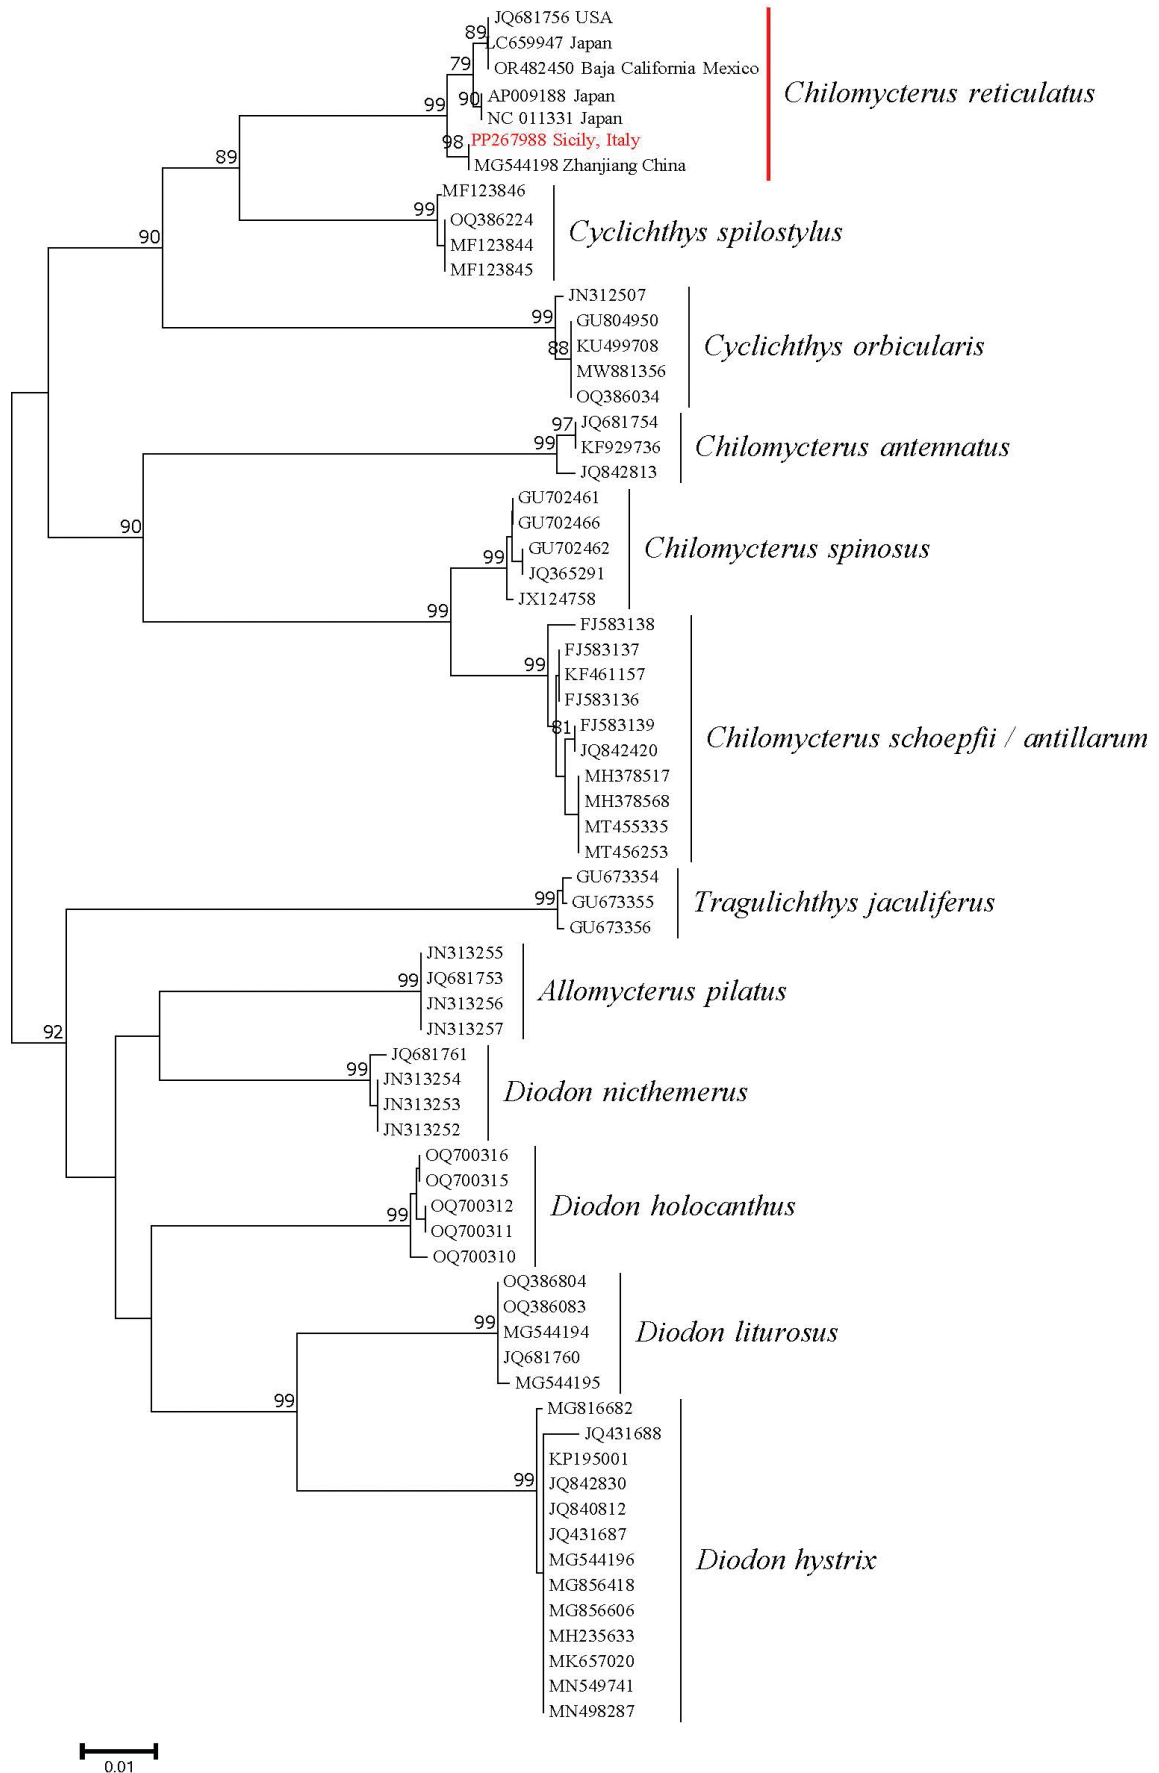 JQ681756 USA
89
LC659947 Japan
79
OR482450 Baja California Mexico
Chilomycterus reticulatus
99
90
AP009188 Japan
NC 011331 Japan
98
PP267988 Sicily, Italy
89
MG544198 Zhanjiang China
MF123846
99
OQ386224
Cyclichthys spilostylus
90
MF123844
MF123845
JN312507
99
GU804950
88
KU499708
Cyclichthys orbicularis
MW881356
OQ386034
97
JQ681754
99
KF929736
Chilomycterus antennatus
JQ842813
GU702461
90
GU702466
99
GU702462
Chilomycterus spinosus
JQ365291
JX124758
99
FJ583138
FJ583137
99
KF461157
FJ583136
81
FJ583139
Chilomycterus schoepfii / antillarum
JQ842420
MH378517
MH378568
MT455335
MT456253
GU673354
99
GU673355
Tragulichthys jaculiferus
GU673356
JN313255
99
JQ681753
Allomycterus pilatus
JN313256
92
JN313257
JQ681761
99
JN313254
Diodon nicthemerus
JN313253
JN313252
OQ700316
OQ700315
99
OQ700312
Diodon holocanthus
OQ700311
OQ700310
OQ386804
OQ386083
99
MG544194
Diodon liturosus
JQ681760
MG544195
99
MG816682
JQ431688
KP195001
99
JQ842830
JQ840812
JQ431687
MG544196
Diodon hystrix
MG856418
MG856606
MH235633
MK657020
MN549741
MN498287
0.01